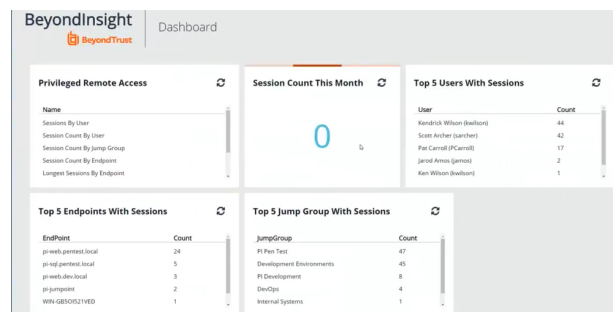 BeyondInsight
BeyondTrust
Dashboard
Privileged Remote Access
Name
Sessions By User
Session Count By User
Session Count By Jump Group
Session Count By Endpoint
Longest Sessions By Endpoint
Session Count This Month
0
Top 5 Users With Sessions
User Count
Kendrick Wilson (kwilson) 44
Scott Archer (sarcher) 42
Pat Carroll (PCarroll) 17
Jarod Amos (jamos) 2
Ken Wilson (kwilson) 1
Top 5 Endpoints With Sessions
EndPoint Count
pi-web.pentest.local 24
pi-sql.pentest.local 5
pi-web.dev.local 3
pi-jumpoint 2
WIN-GB5OI521VED 1
Top 5 Jump Group With Sessions
JumpGroup Count
PI Pen Test 47
Development Environments 45
PI Development 8
DevOps 4
Internal Systems 1